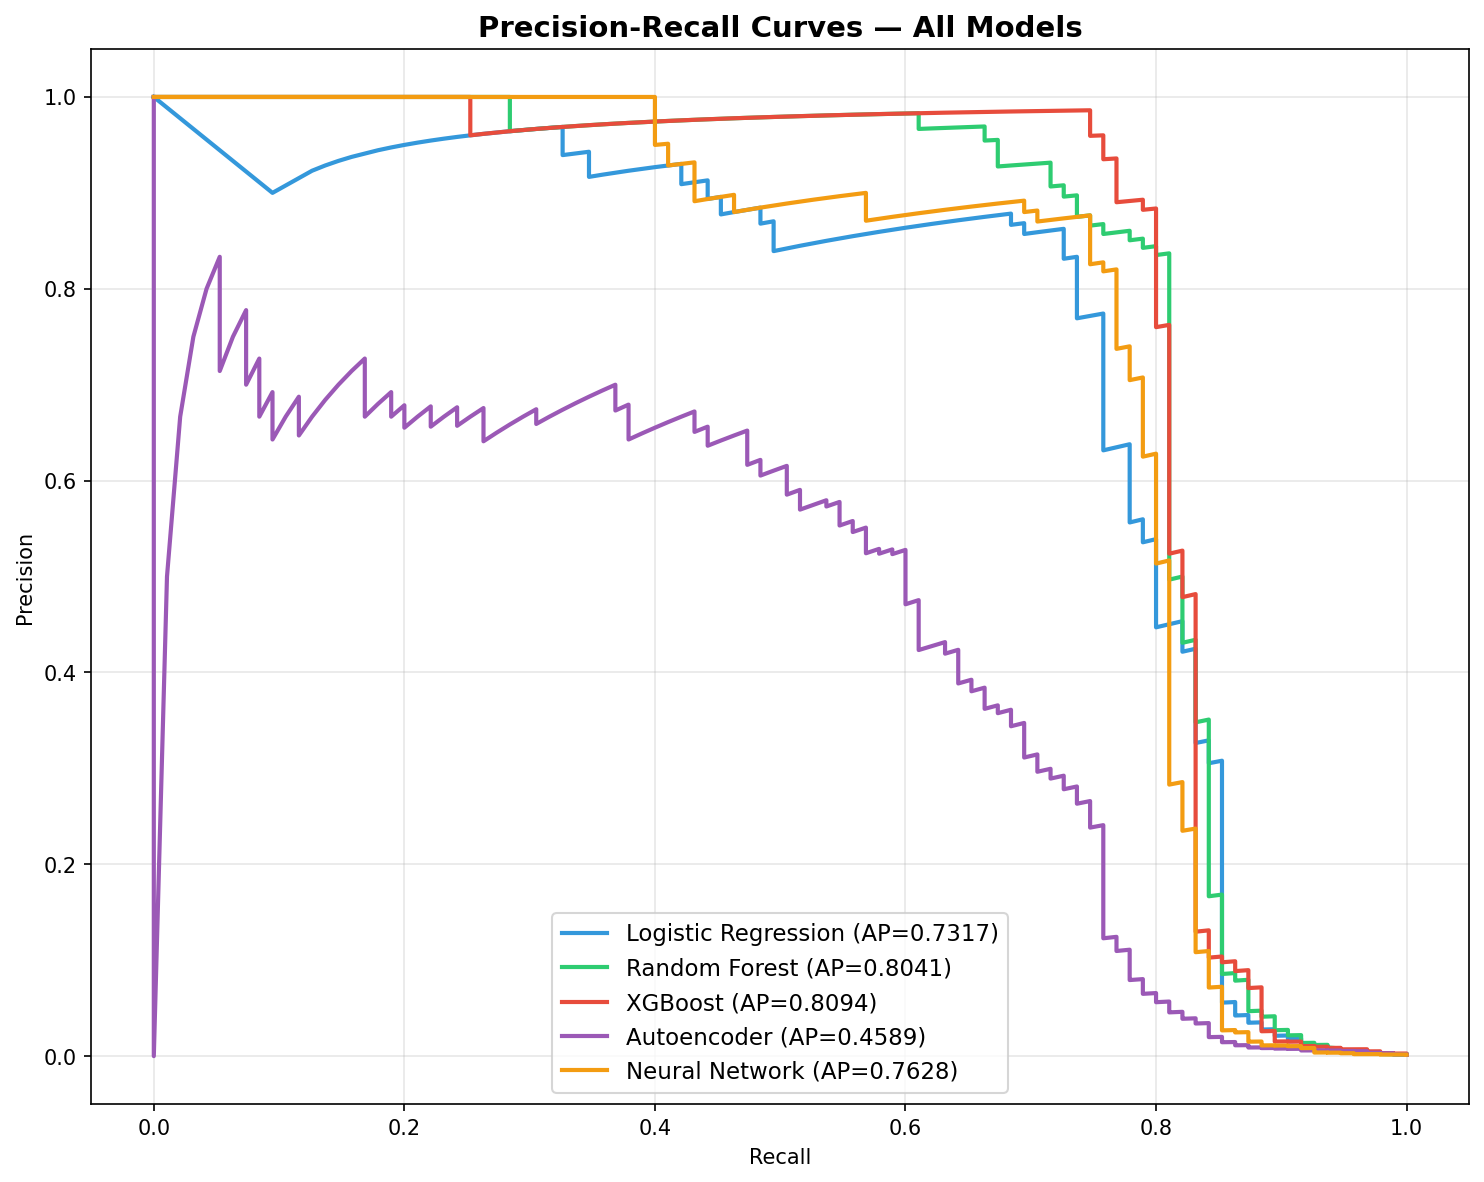 Precision-Recall Curves — All Models
1.0
0.8
0.6
0.4
0.2
0.0
Precision
Logistic Regression (AP=0.7317)
Random Forest (AP=0.8041)
XGBoost (AP=0.8094)
Autoencoder (AP=0.4589)
Neural Network (AP=0.7628)
0.0 0.2 0.4 0.6 0.8 1.0
Recall